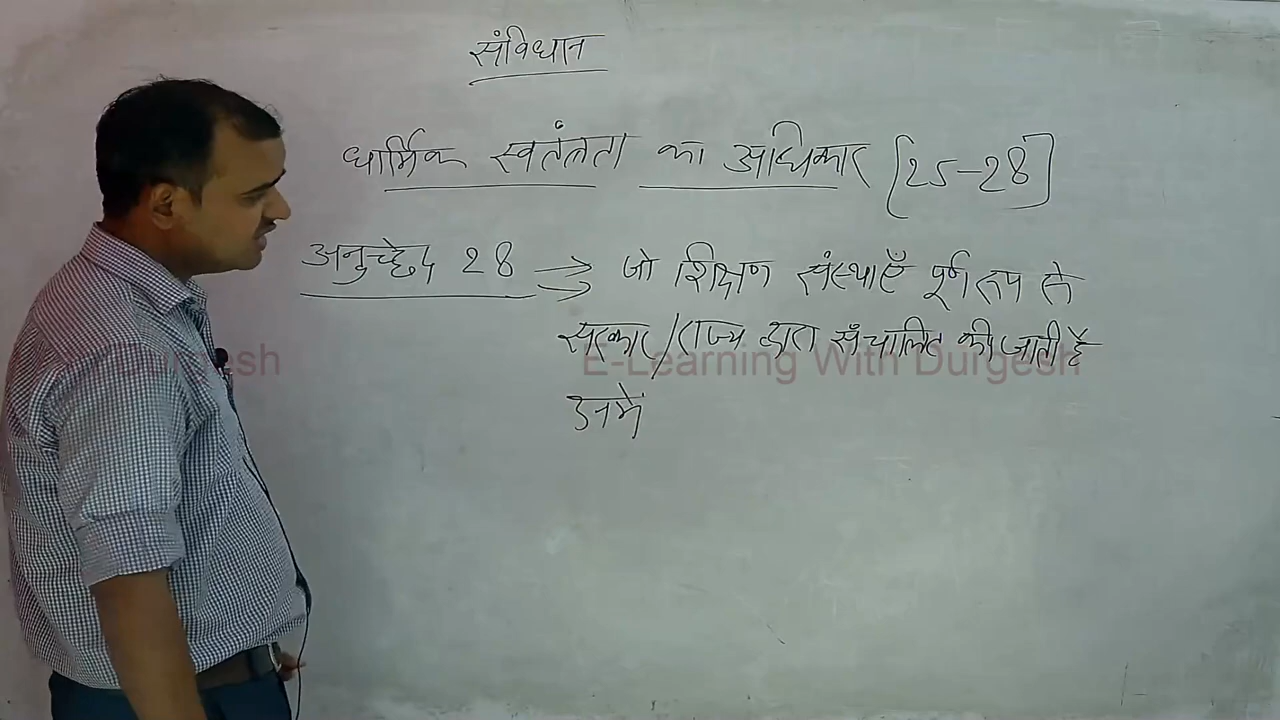 संविधान
धार्मिक स्वतंत्रता का अधिकार [25-28]
अनुच्छेद 28 → जो शिक्षण संस्थाएँ पूर्ण रूप से
सरकार/राज्य द्वारा संचालित की जाती है
उनमें
E-Learning With Durgesh